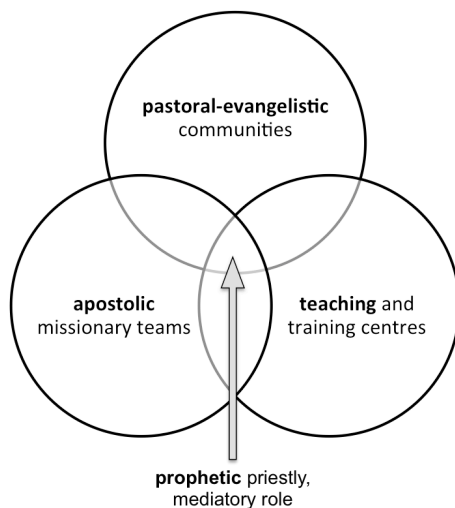 pastoral-evangelistic
communities
apostolic
missionary teams
teaching and
training centres
prophetic priestly,
mediatory role